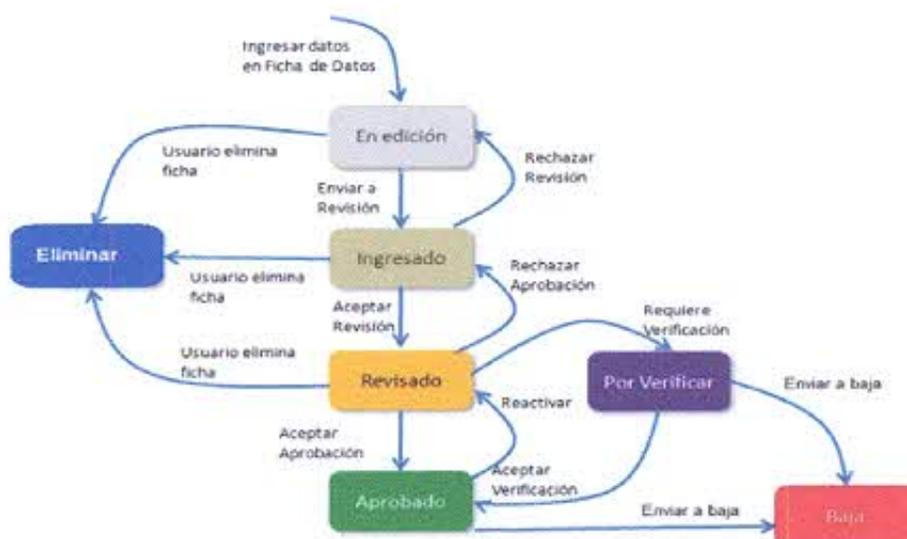 Ingresar datos
en Ficha de Datos
En edición
Usuario elimina
ficha
Rechazar
Revisión
Enviar a
Revisión
Eliminar
Ingresado
Usuario elimina
ficha
Rechazar
Aprobación
Aceptar
Revisión
Requiere
Verificación
Usuario elimina
ficha
Revisado
Por Verificar
Enviar a baja
Reactivar
Aceptar
Aprobación
Aceptar
Verificación
Aprobado
Enviar a baja
Baja